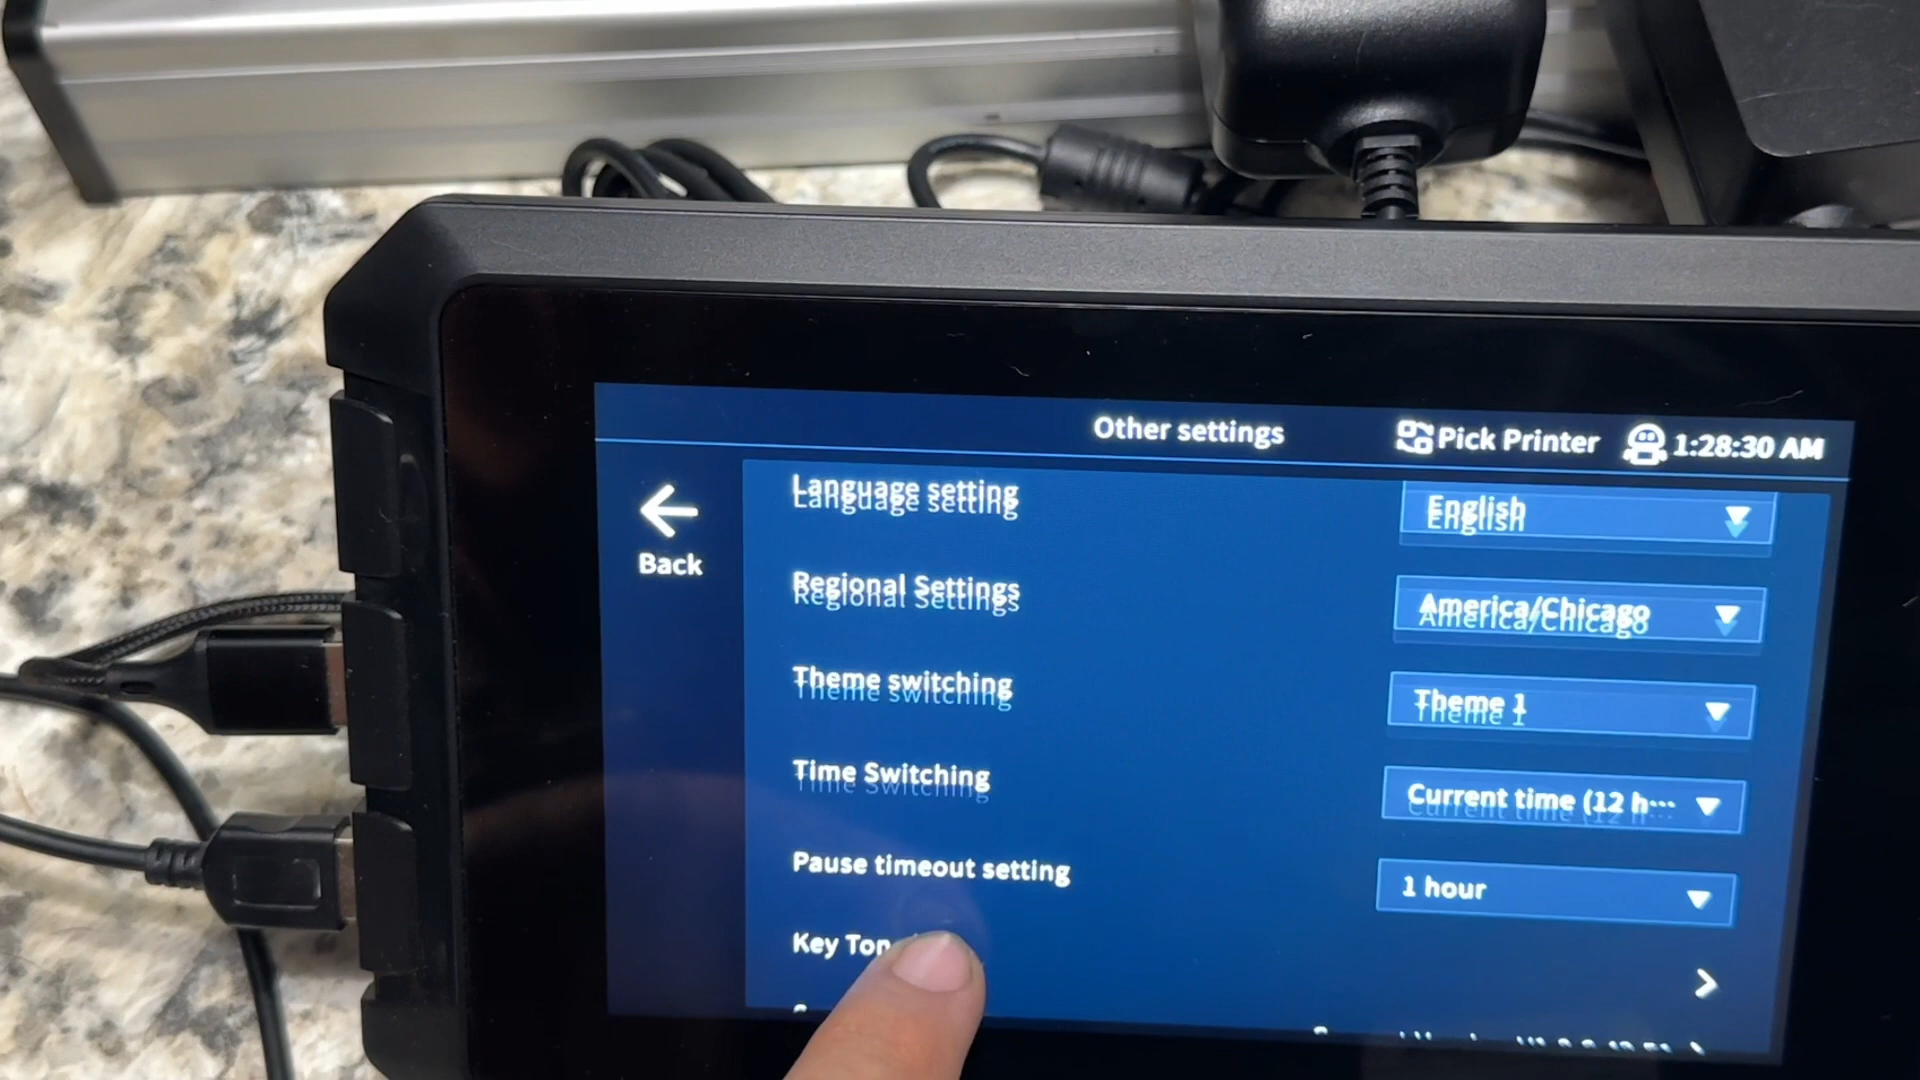 Other settings
Pick Printer
1:28:30 AM
Back
Language setting
English
Regional Settings
America/Chicago
Theme switching
Theme 1
Time Switching
Current time (12 h···
Pause timeout setting
1 hour
Key